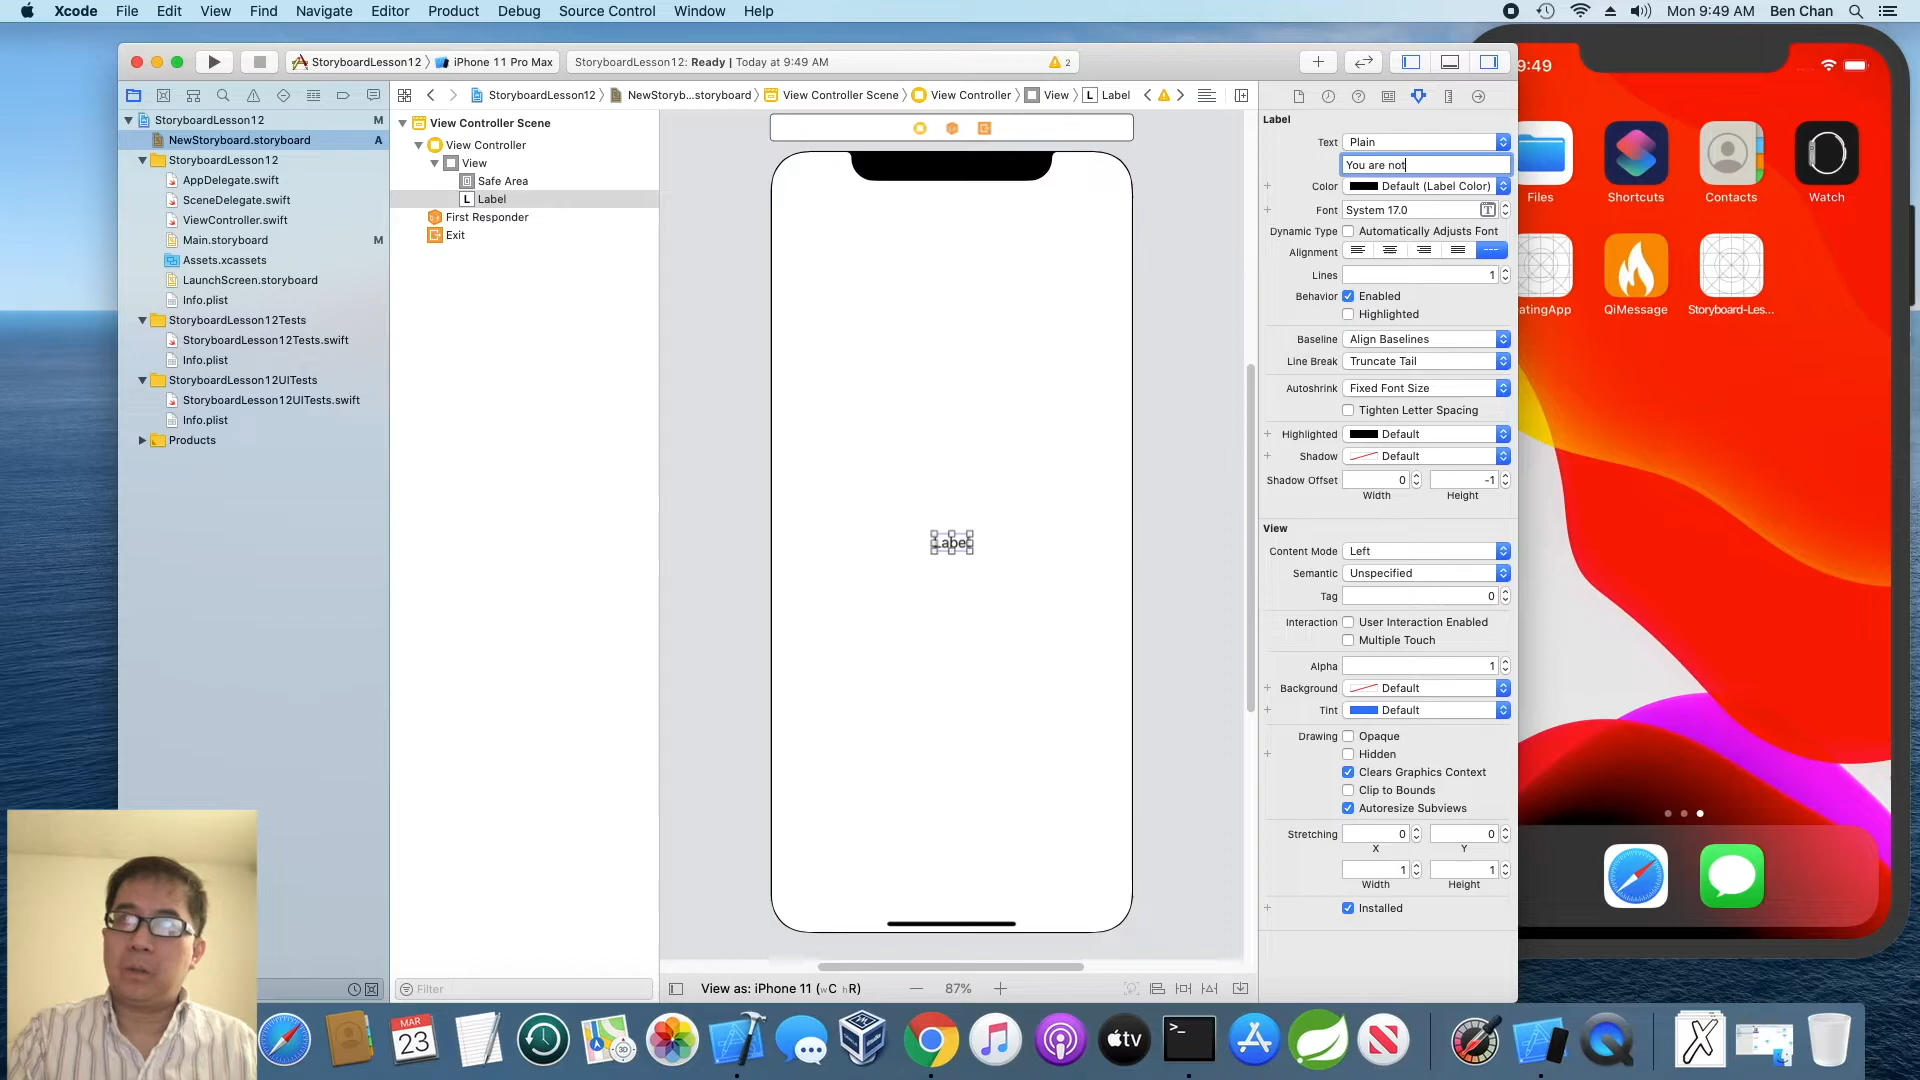 Xcode File Edit View Find Navigate Editor Product Debug Source Control Window Help
Mon 9:49 AM Ben Chan
StoryboardLesson12 iPhone 11 Pro Max
StoryboardLesson12: Ready | Today at 9:49 AM
2
9:49
StoryboardLesson12 M
NewStoryboard.storyboard A
StoryboardLesson12
AppDelegate.swift
SceneDelegate.swift
ViewController.swift
Main.storyboard M
Assets.xcassets
LaunchScreen.storyboard
Info.plist
StoryboardLesson12Tests
StoryboardLesson12Tests.swift
Info.plist
StoryboardLesson12UITests
StoryboardLesson12UITests.swift
Info.plist
Products
StoryboardLesson12 NewStoryb...storyboard View Controller Scene View Controller View L Label
View Controller Scene
View Controller
View
Safe Area
L Label
First Responder
Exit
Filter
Label
View as: iPhone 11 (wC hR)
87%
Label
Text Plain
You are not
Color Default (Label Color)
Font System 17.0 T
Dynamic Type Automatically Adjusts Font
Alignment
Lines 1
Behavior Enabled
Highlighted
Baseline Align Baselines
Line Break Truncate Tail
Autoshrink Fixed Font Size
Tighten Letter Spacing
Highlighted Default
Shadow Default
Shadow Offset 0 -1
Width Height
View
Content Mode Left
Semantic Unspecified
Tag 0
Interaction User Interaction Enabled
Multiple Touch
Alpha 1
Background Default
Tint Default
Drawing Opaque
Hidden
Clears Graphics Context
Clip to Bounds
Autoresize Subviews
Stretching 0 0
X Y
1 1
Width Height
Installed
Files Shortcuts Contacts Watch
atingApp QiMessage Storyboard-Les...
MAR
23
3D
tv
>_
N
X